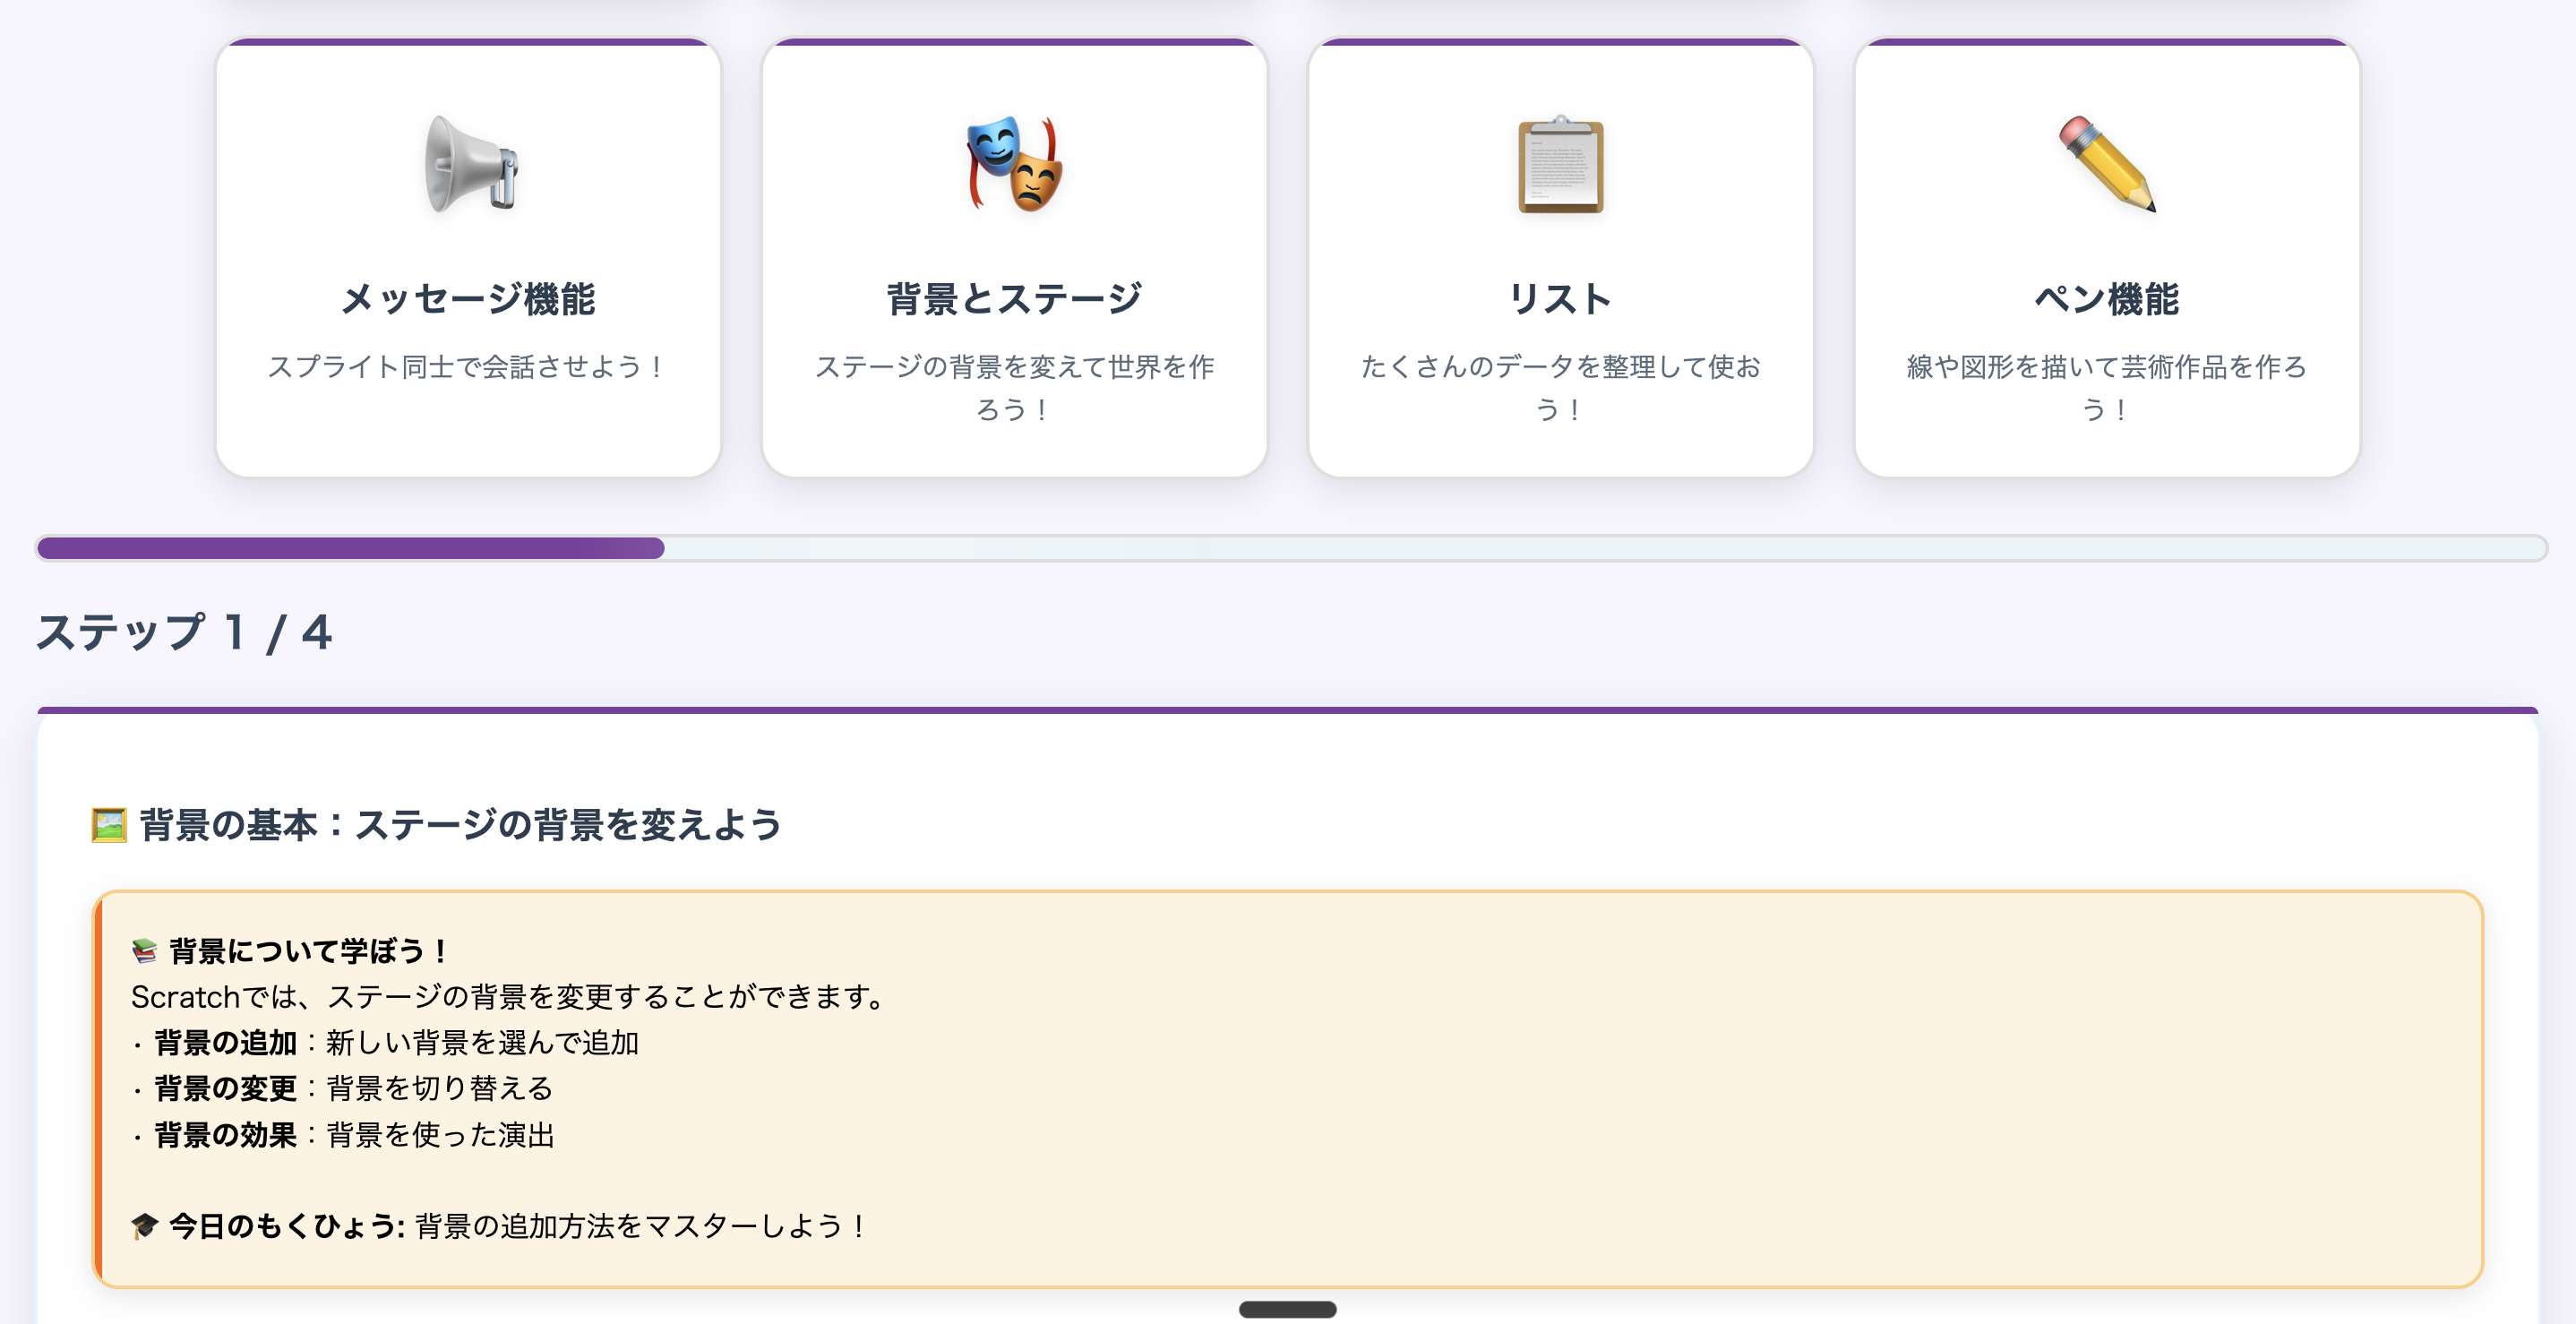 メッセージ機能
スプライト同士で会話させよう！
背景とステージ
ステージの背景を変えて世界を作
ろう！
リスト
たくさんのデータを整理して使お
う！
ペン機能
線や図形を描いて芸術作品を作ろ
う！
ステップ 1 / 4
背景の基本：ステージの背景を変えよう
背景について学ぼう！
Scratchでは、ステージの背景を変更することができます。
・背景の追加：新しい背景を選んで追加
・背景の変更：背景を切り替える
・背景の効果：背景を使った演出
今日のもくひょう: 背景の追加方法をマスターしよう！